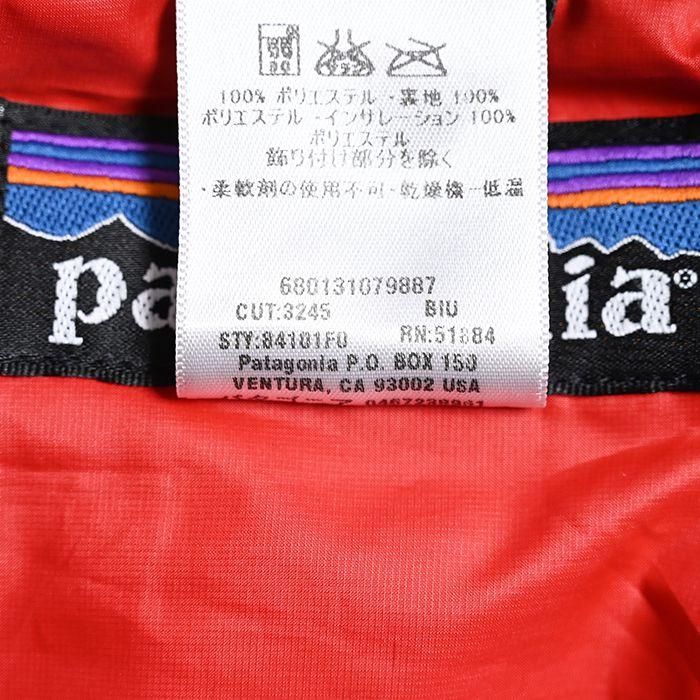 100% ポリエステル ・裏地 100%
ポリエステル ・インサレーション 100%
ポリエステル
飾り付け部分を除く
・柔軟剤の使用不可・乾燥機－低温
680131079887
CUT:3245 BIU
STY:84101F0 RN:51884
Patagonia P.O. BOX 150
VENTURA, CA 93002 USA
pa ia®